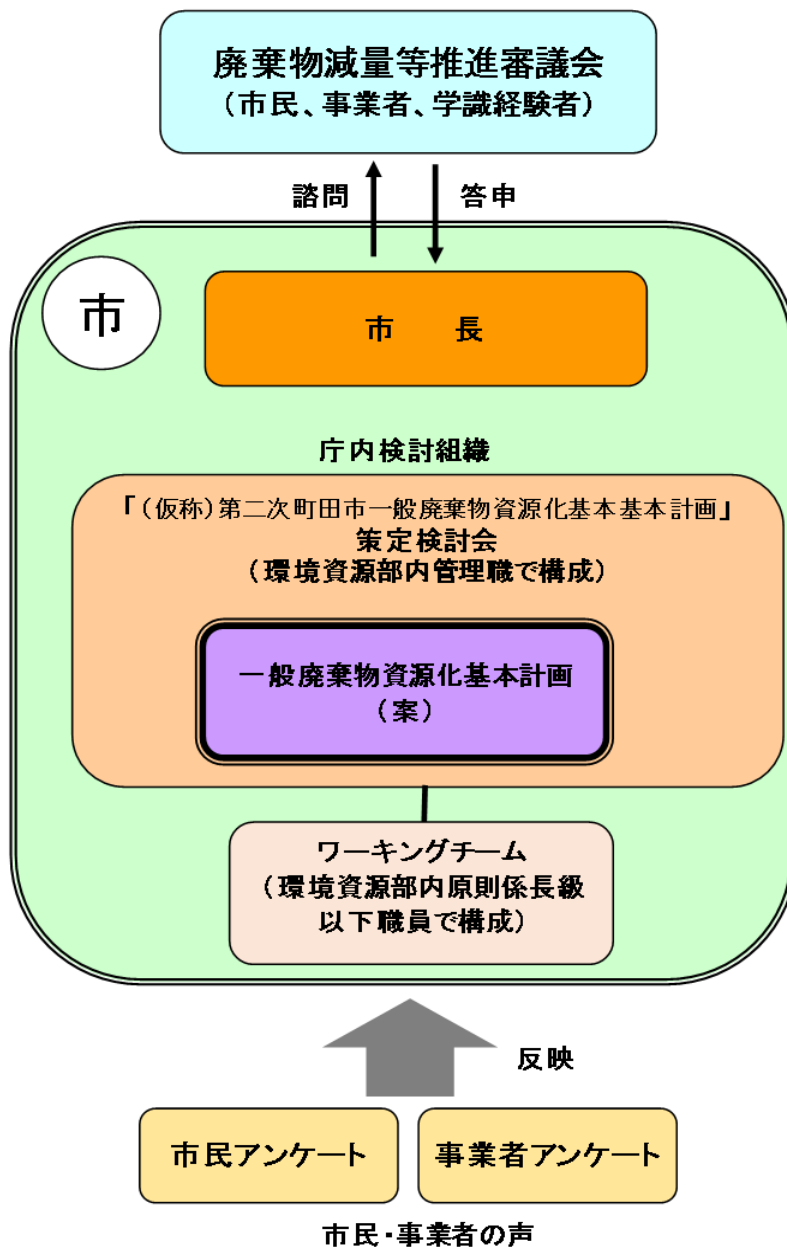 廃棄物減量等推進審議会
（市民、事業者、学識経験者）
諮問
答申
市
市　長
庁内検討組織
「（仮称）第二次町田市一般廃棄物資源化基本基本計画」
策定検討会
（環境資源部内管理職で構成）
一般廃棄物資源化基本計画
（案）
ワーキングチーム
（環境資源部内原則係長級
以下職員で構成）
反映
市民アンケート
事業者アンケート
市民・事業者の声